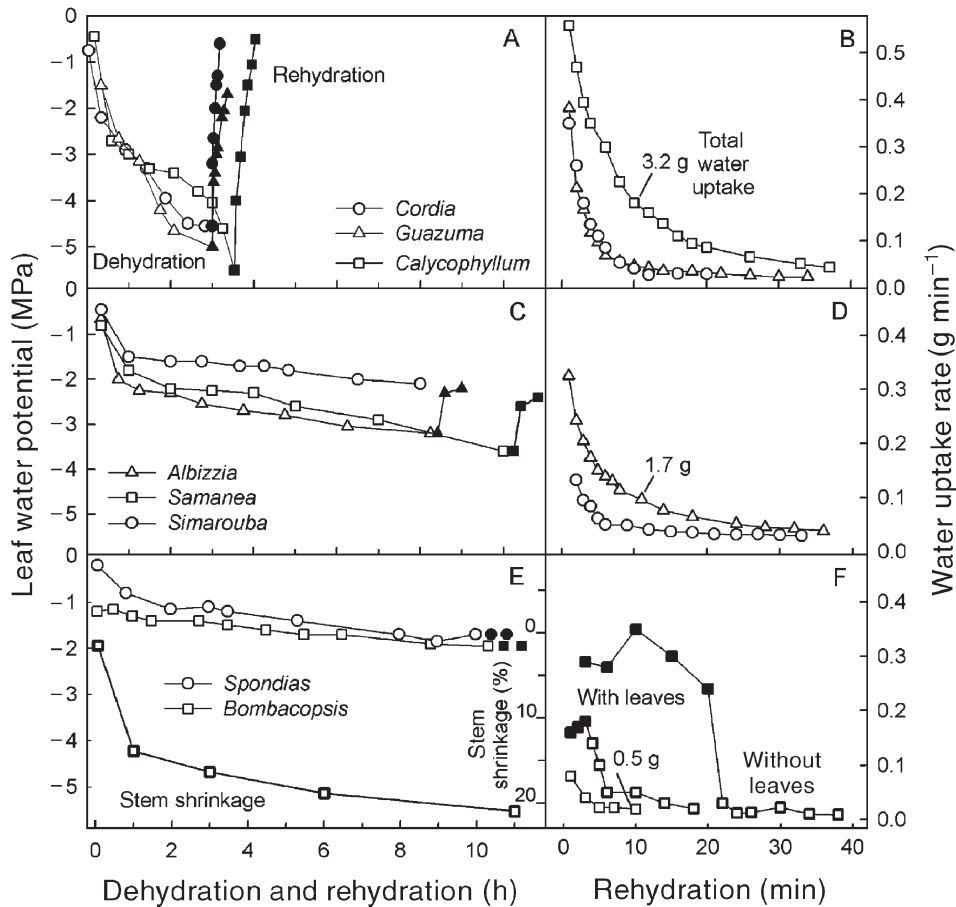 Leaf water potential (MPa)
Water uptake rate (g min−1)
A
0
−1
−2
−3
−4
−5
0
Rehydration
Dehydration
Cordia
Guazuma
Calycophyllum
B
0.5
0.4
0.3
0.2
0.1
0.0
3.2 g
Total
water
uptake
C
−1
−2
−3
−4
−5
0
Albizzia
Samanea
Simarouba
D
0.3
0.2
0.1
0.0
1.7 g
E
−1
−2
−4
−5
Spondias
Bombacopsis
Stem shrinkage
0
10
20
Stem
shrinkage (%)
F
0.4
0.3
0.2
0.1
0.0
With leaves
0.5 g
Without
leaves
0 2 4 6 8 10
0 10 20 30 40
Dehydration and rehydration (h)
Rehydration (min)